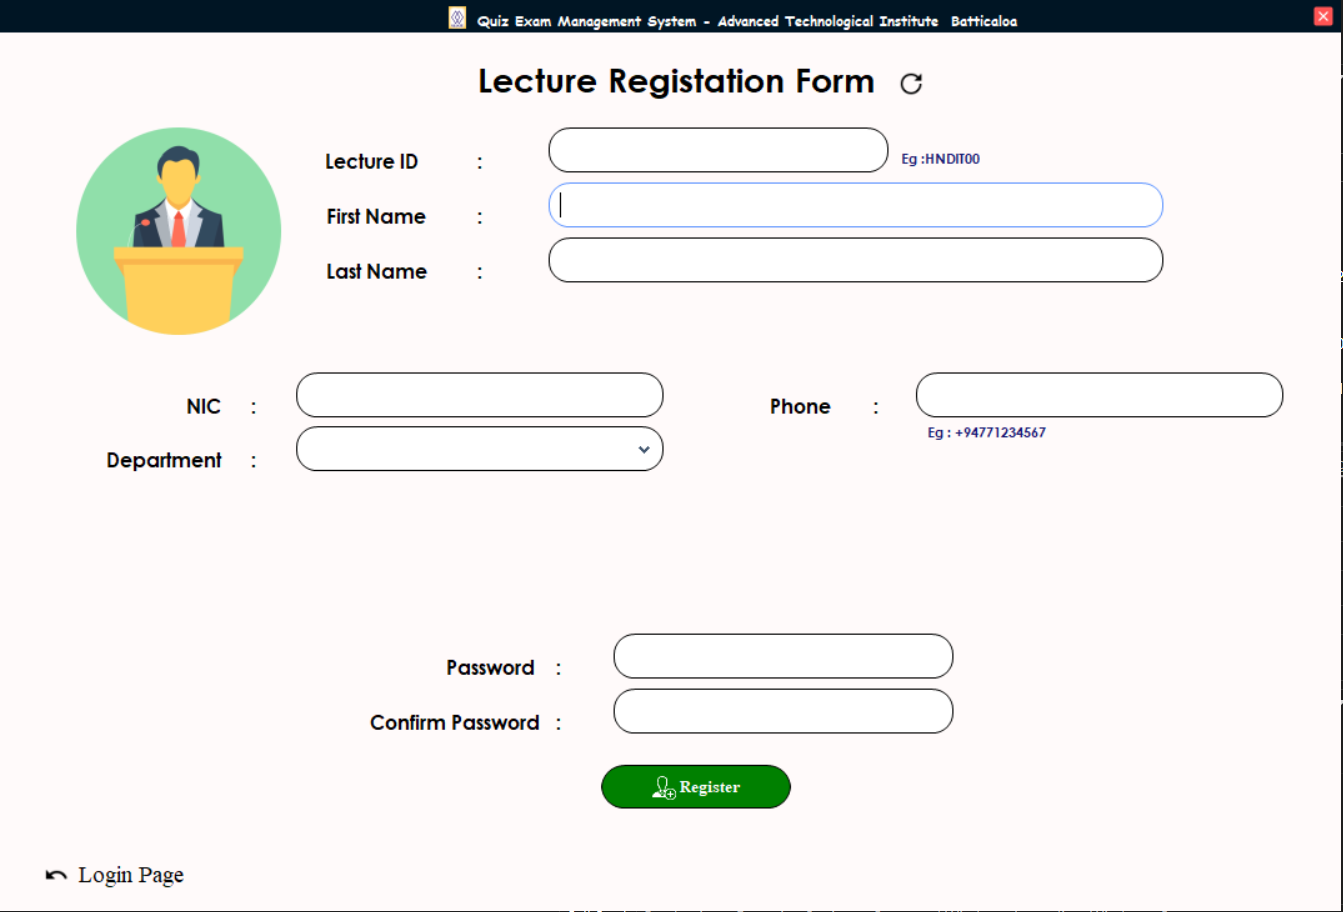 Quiz Exam Management System - Advanced Technological Institute Batticaloa
Lecture Registation Form
Lecture ID :
Eg :HNDIT00
First Name :
Last Name :
NIC :
Phone :
Eg : +94771234567
Department :
Password :
Confirm Password :
Register
Login Page